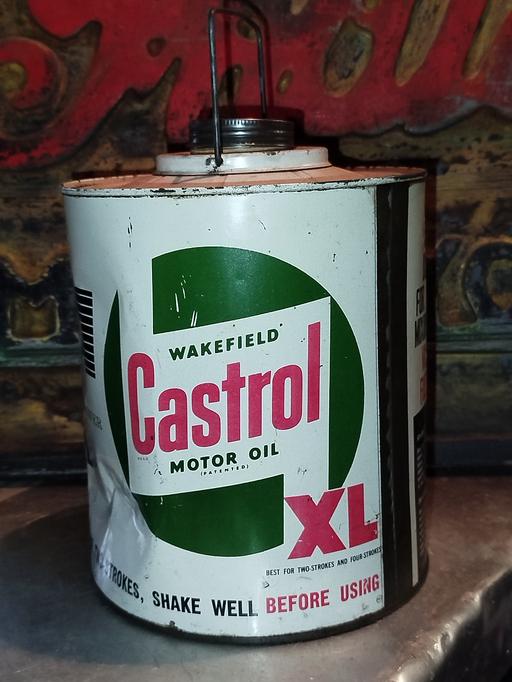 WAKEFIELD
Castrol
MOTOR OIL
(PATENTED)
XL
BEST FOR TWO-STROKES AND FOUR-STROKES
STROKES, SHAKE WELL BEFORE USING